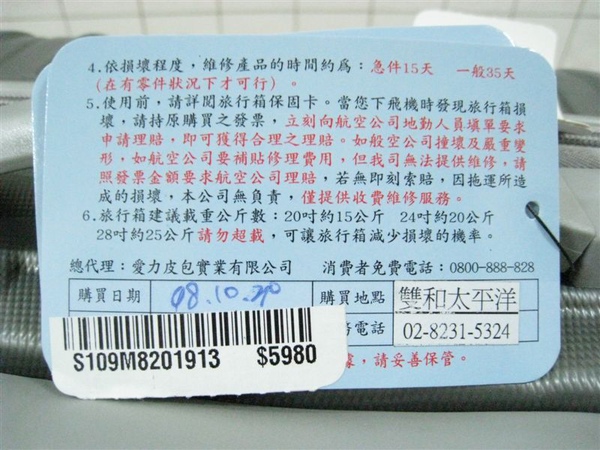 4.依損壞程度，維修產品的時間約為：急件15天　一般35天
(在有零件狀況下才可行)。
5.使用前，請詳閱旅行箱保固卡。當您下飛機時發現旅行箱損
壞，請持原購買之發票，立刻向航空公司地勤人員填單要求
申請理賠，即可獲得合理之理賠。如般空公司撞壞及嚴重變
形，如航空公司要補貼修理費用，但我司無法提供維修，請
照發票金額要求航空公司理賠，若無即刻索賠，因拖運所造
成的損壞，本公司無負責，僅提供收費維修服務。
6.旅行箱建議載重公斤數：20吋約15公斤　24吋約20公斤
28吋約25公斤請勿超載，可讓旅行箱減少損壞的機率。
總代理：愛力皮包實業有限公司　消費者免費電話：0800-888-828
購買日期　08.10.20　購買地點　雙和太平洋
務電話　02-8231-5324
S109M8201913　$5980
據，請妥善保管。